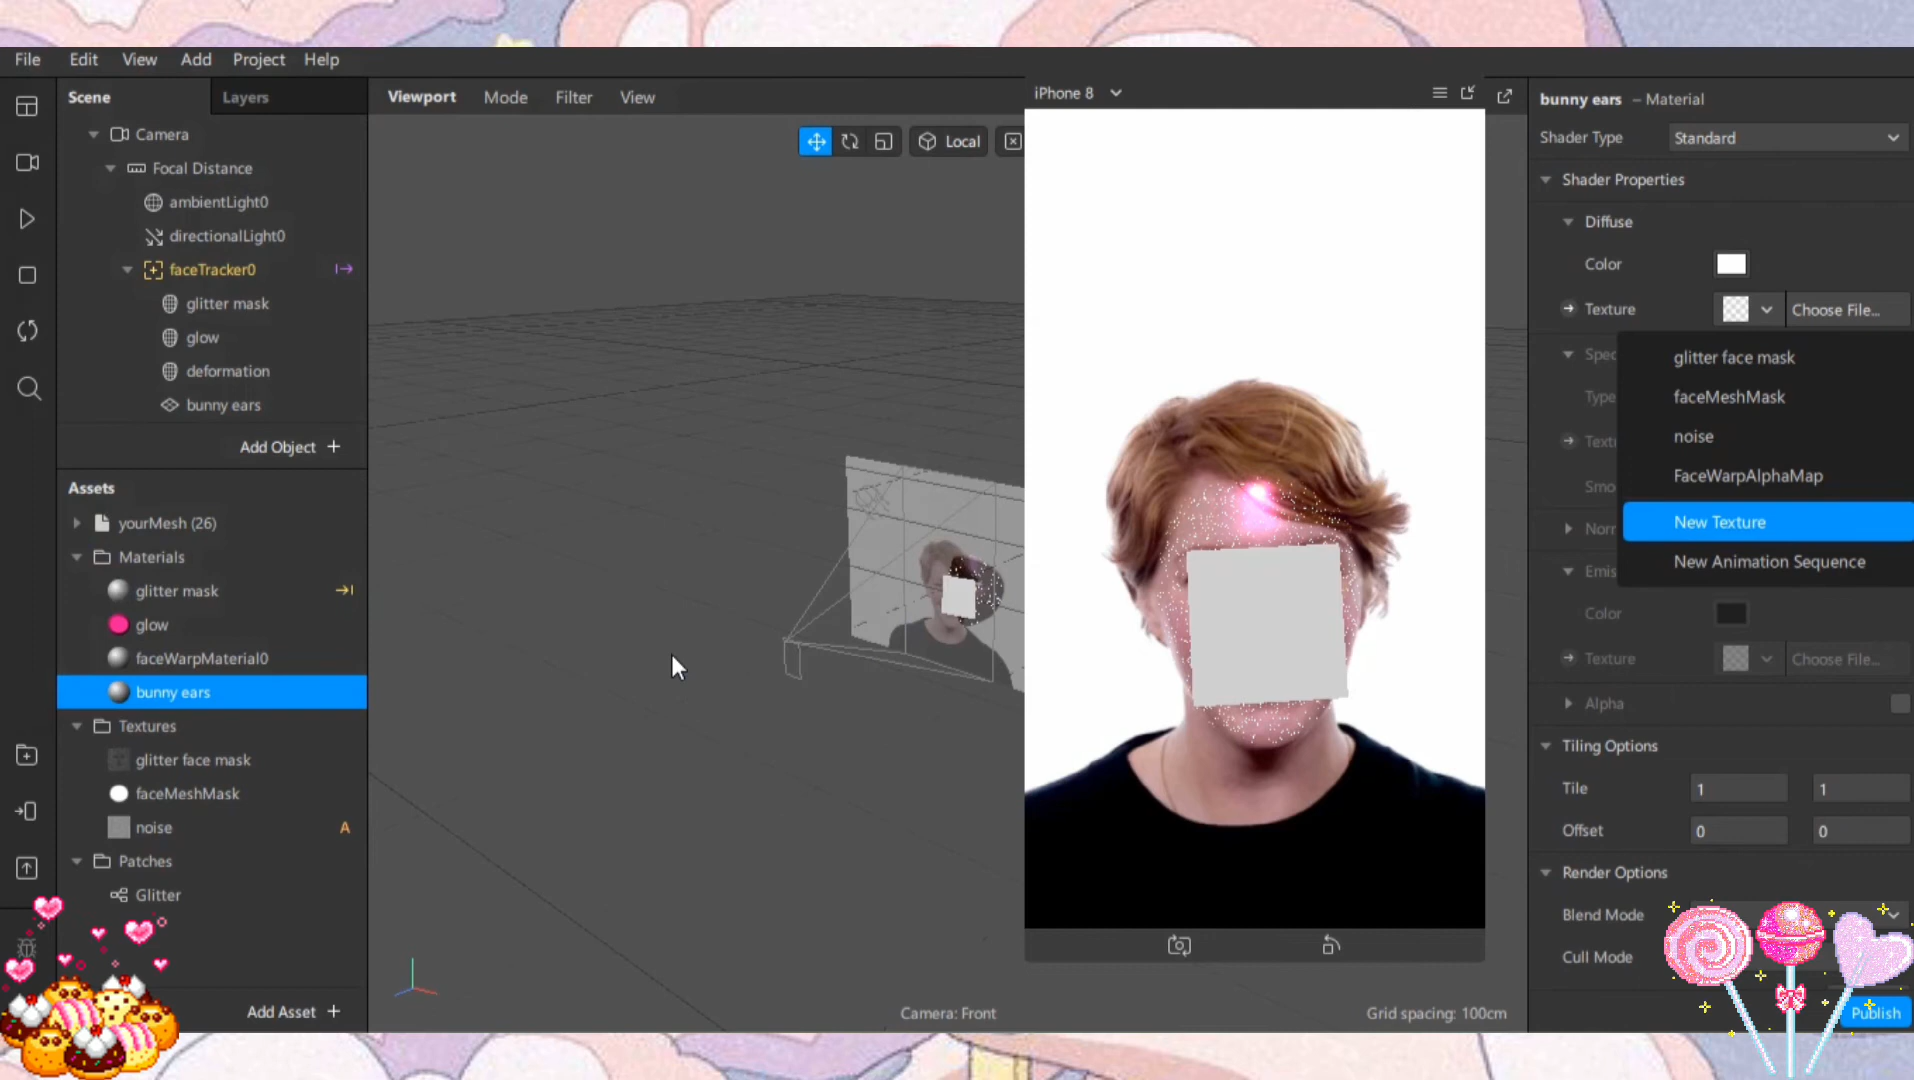 File Edit View Add Project Help
Scene Layers
Camera
Focal Distance
ambientLight0
directionalLight0
faceTracker0
glitter mask
glow
deformation
bunny ears
Add Object +
Assets
yourMesh (26)
Materials
glitter mask
glow
faceWarpMaterial0
bunny ears
Textures
glitter face mask
faceMeshMask
noise A
Patches
Glitter
Add Asset +
Viewport Mode Filter View
Local
Camera: Front
Grid spacing: 100cm
iPhone 8
bunny ears – Material
Shader Type Standard
Shader Properties
Diffuse
Color
Texture Choose File...
glitter face mask
faceMeshMask
noise
FaceWarpAlphaMap
New Texture
New Animation Sequence
Type
Color
Texture Choose File...
Alpha
Tiling Options
Tile 1 1
Offset 0 0
Render Options
Blend Mode
Cull Mode
Publish